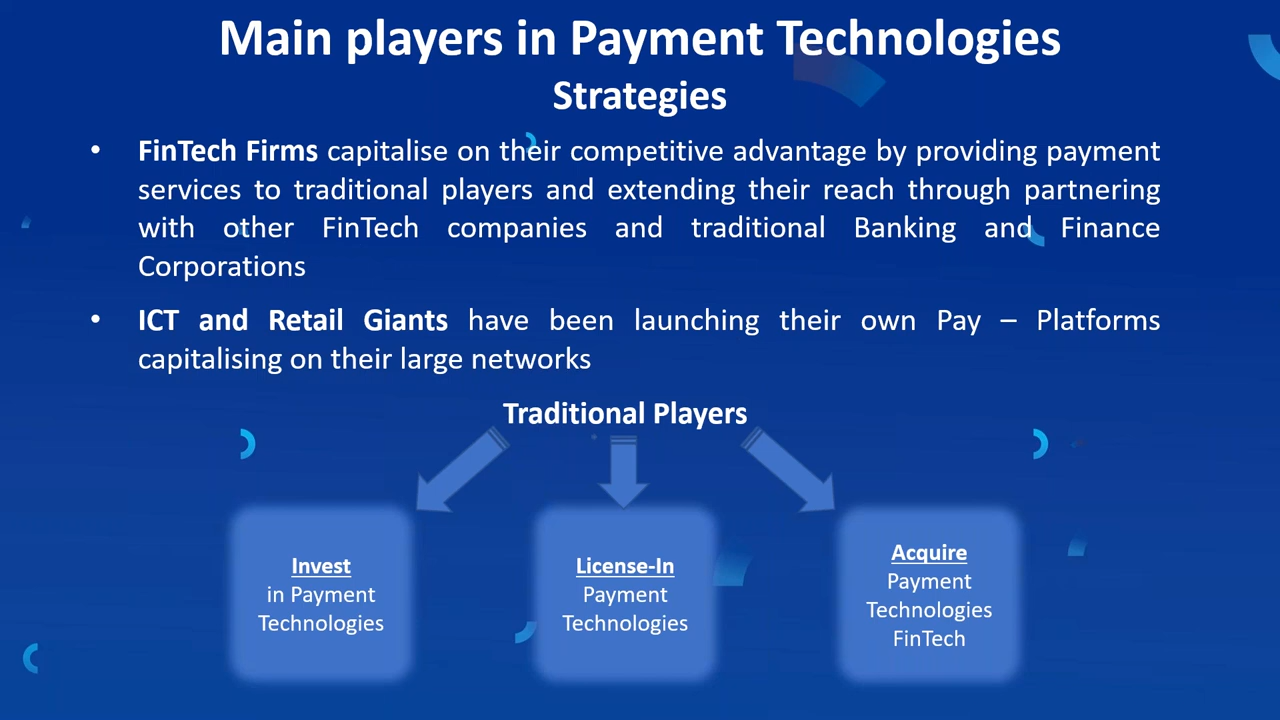 Main players in Payment Technologies
Strategies
• FinTech Firms capitalise on their competitive advantage by providing payment
services to traditional players and extending their reach through partnering
with other FinTech companies and traditional Banking and Finance
Corporations
• ICT and Retail Giants have been launching their own Pay – Platforms
capitalising on their large networks
Traditional Players
Invest
in Payment
Technologies
License-In
Payment
Technologies
Acquire
Payment
Technologies
FinTech